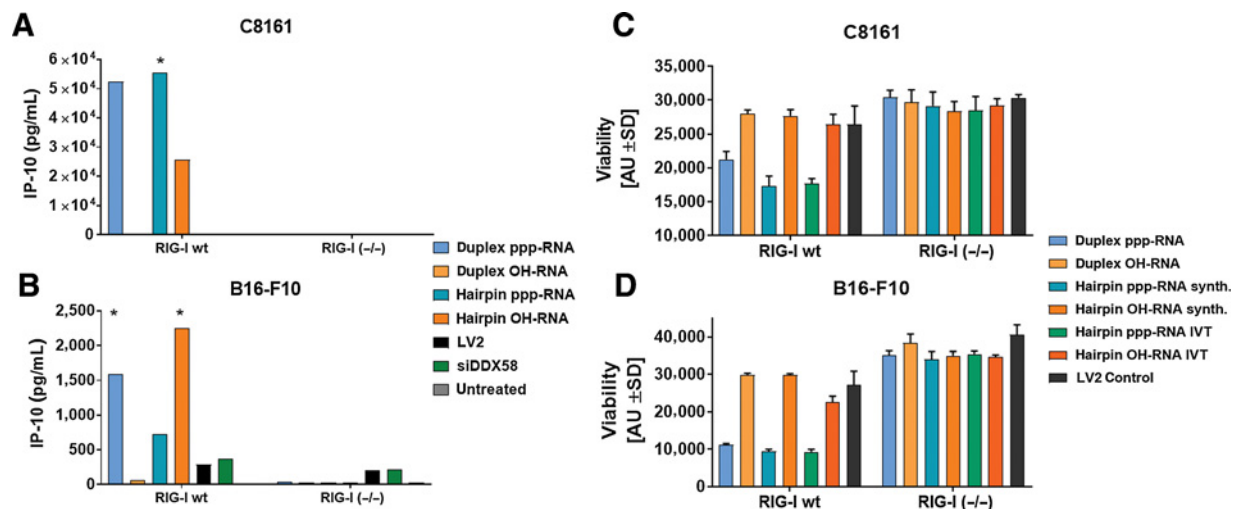 A
C8161
IP-10 (pg/mL)
6×10⁴
5×10⁴
4×10⁴
3×10⁴
2×10⁴
1×10⁴
0
*
RIG-I wt
RIG-I (–/–)
B
B16-F10
IP-10 (pg/mL)
2,500
2,000
1,500
1,000
500
0
*
*
RIG-I wt
RIG-I (–/–)
Duplex ppp-RNA
Duplex OH-RNA
Hairpin ppp-RNA
Hairpin OH-RNA
LV2
siDDX58
Untreated
C
C8161
Viability
[AU ±SD]
35,000
30,000
25,000
20,000
15,000
10,000
RIG-I wt
RIG-I (–/–)
D
B16-F10
Viability
[AU ±SD]
40,000
30,000
20,000
10,000
0
RIG-I wt
RIG-I (–/–)
Duplex ppp-RNA
Duplex OH-RNA
Hairpin ppp-RNA synth.
Hairpin OH-RNA synth.
Hairpin ppp-RNA IVT
Hairpin OH-RNA IVT
LV2 Control